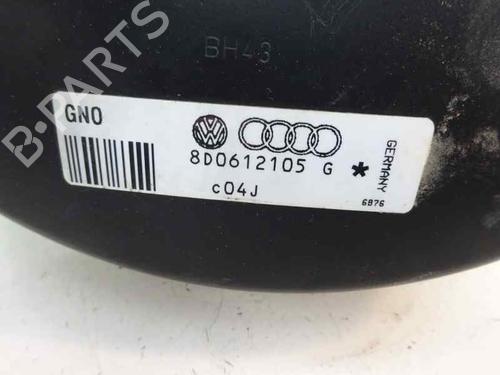 BH43
GNO
8D0612105 G *
c04J
GERMANY
6876
B-PARTS